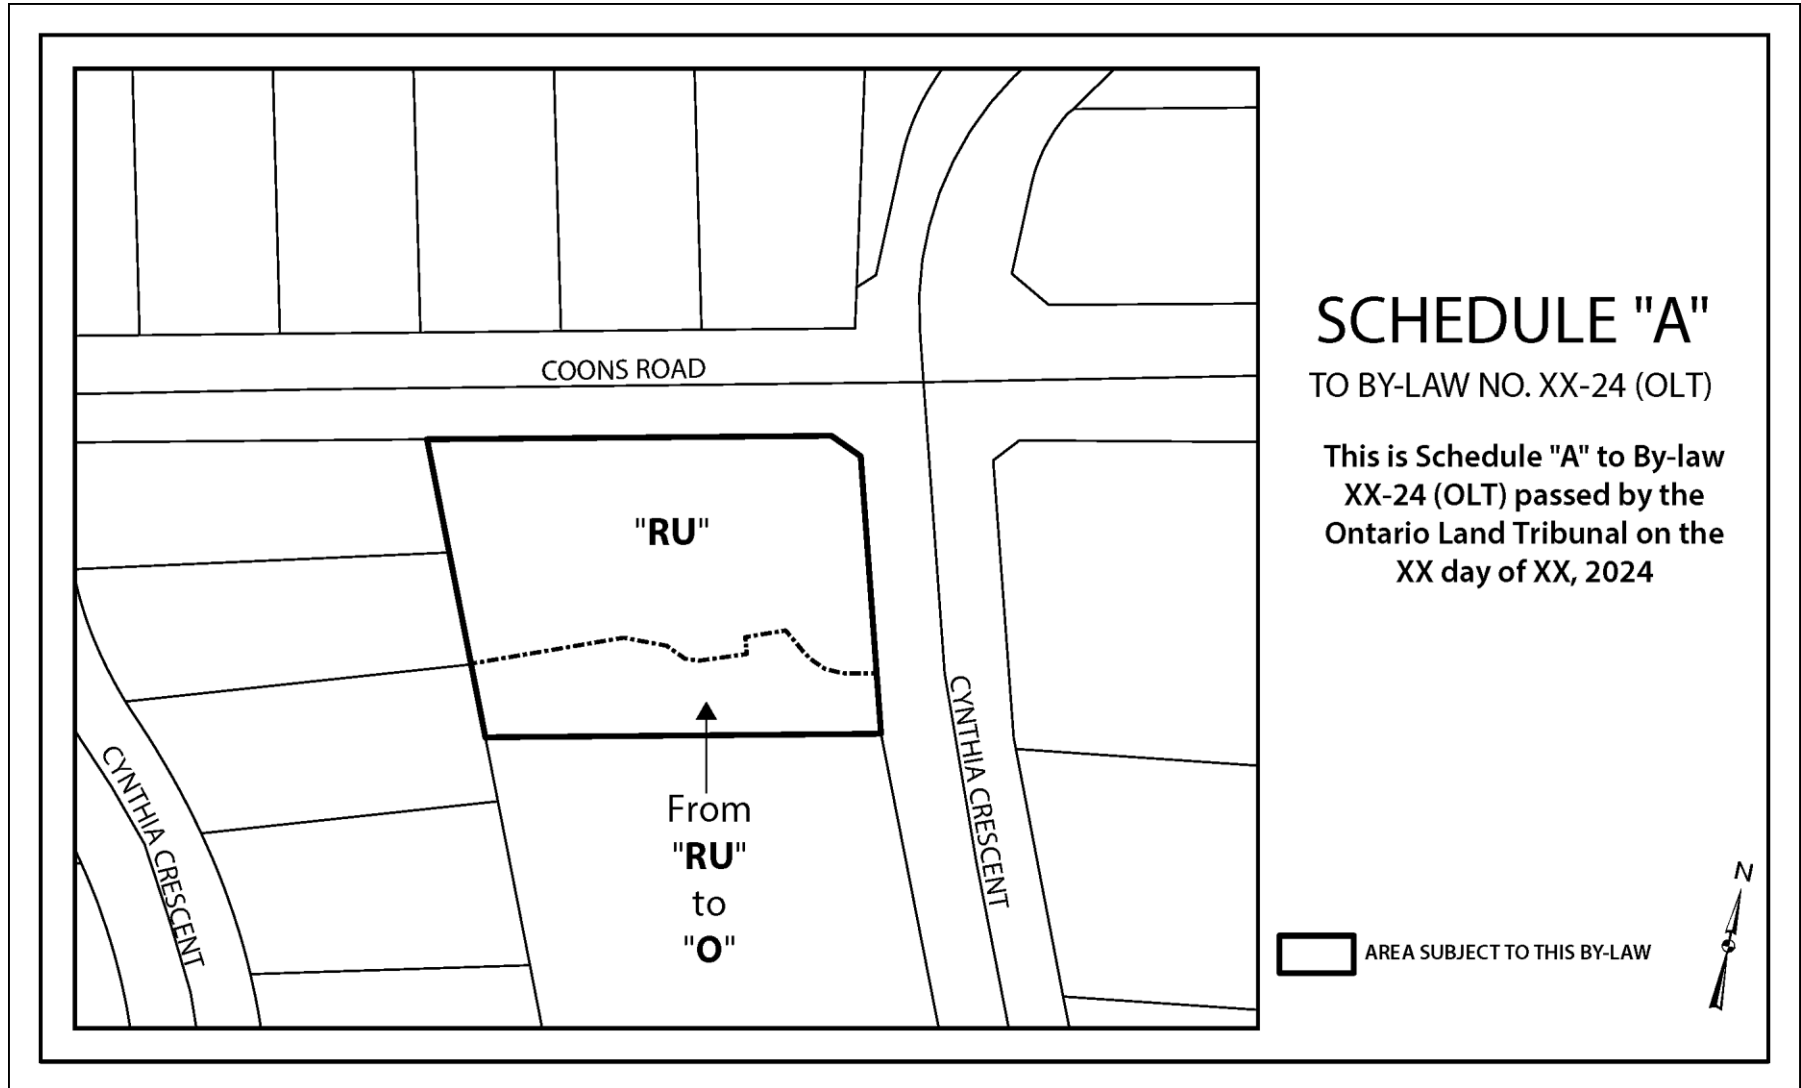 COONS ROAD
"RU"
From
"RU"
to
"O"
CYNTHIA CRESCENT
CYNTHIA CRESCENT
SCHEDULE "A"
TO BY-LAW NO. XX-24 (OLT)
This is Schedule "A" to By-law
XX-24 (OLT) passed by the
Ontario Land Tribunal on the
XX day of XX, 2024
N
AREA SUBJECT TO THIS BY-LAW